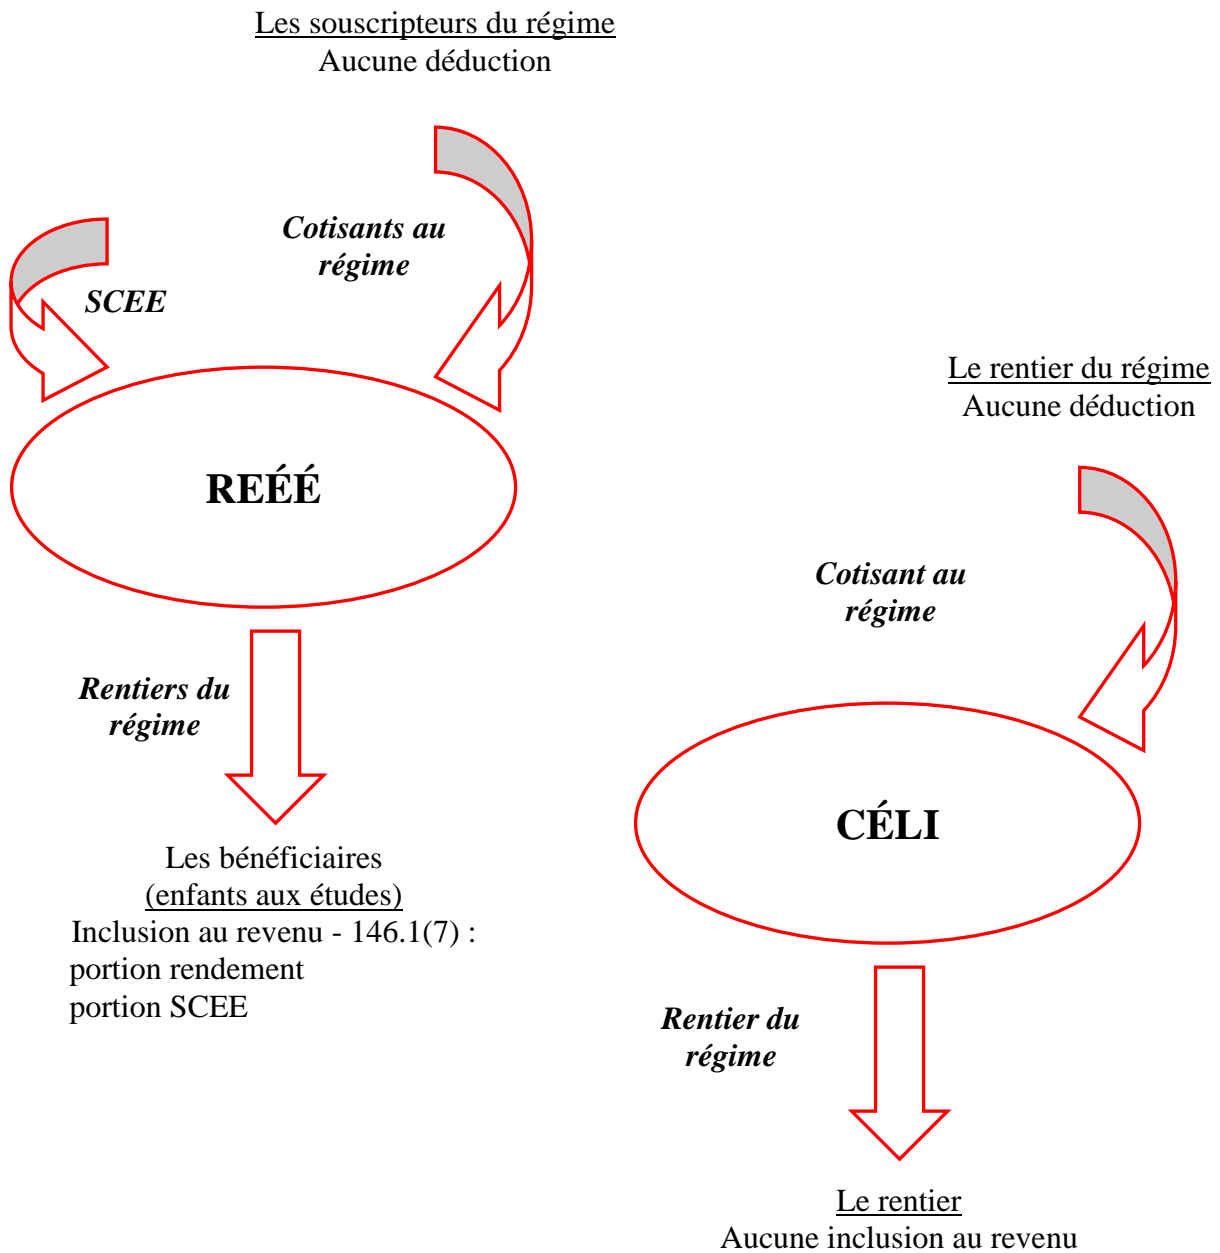 Les souscripteurs du régime
Aucune déduction
Cotisants au
régime
SCEE
REÉÉ
Rentiers du
régime
Les bénéficiaires
(enfants aux études)
Inclusion au revenu - 146.1(7) :
portion rendement
portion SCEE
Le rentier du régime
Aucune déduction
Cotisant au
régime
CÉLI
Rentier du
régime
Le rentier
Aucune inclusion au revenu